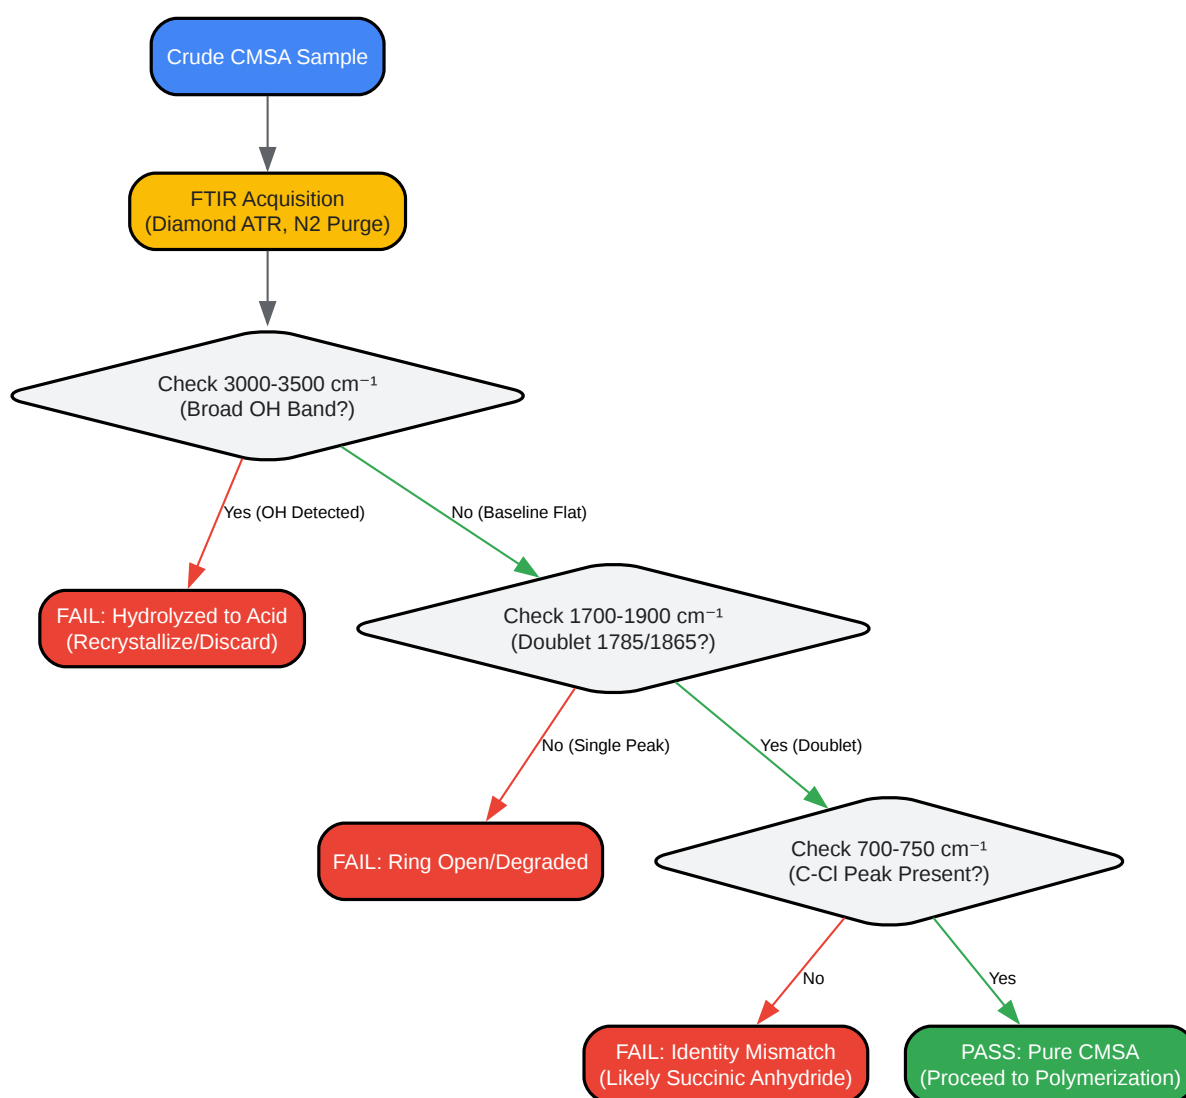 Crude CMSA Sample
FTIR Acquisition
(Diamond ATR, N2 Purge)
Check 3000-3500 cm⁻¹
(Broad OH Band?)
Yes (OH Detected)
No (Baseline Flat)
FAIL: Hydrolyzed to Acid
(Recrystallize/Discard)
Check 1700-1900 cm⁻¹
(Doublet 1785/1865?)
No (Single Peak)
Yes (Doublet)
FAIL: Ring Open/Degraded
Check 700-750 cm⁻¹
(C-Cl Peak Present?)
No
Yes
FAIL: Identity Mismatch
(Likely Succinic Anhydride)
PASS: Pure CMSA
(Proceed to Polymerization)